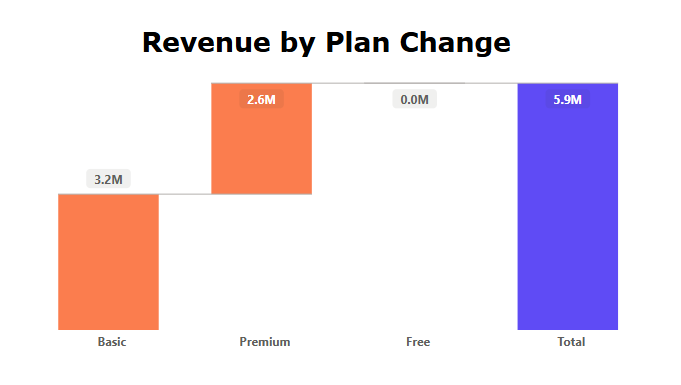 Revenue by Plan Change
2.6M
0.0M
5.9M
3.2M
Basic
Premium
Free
Total